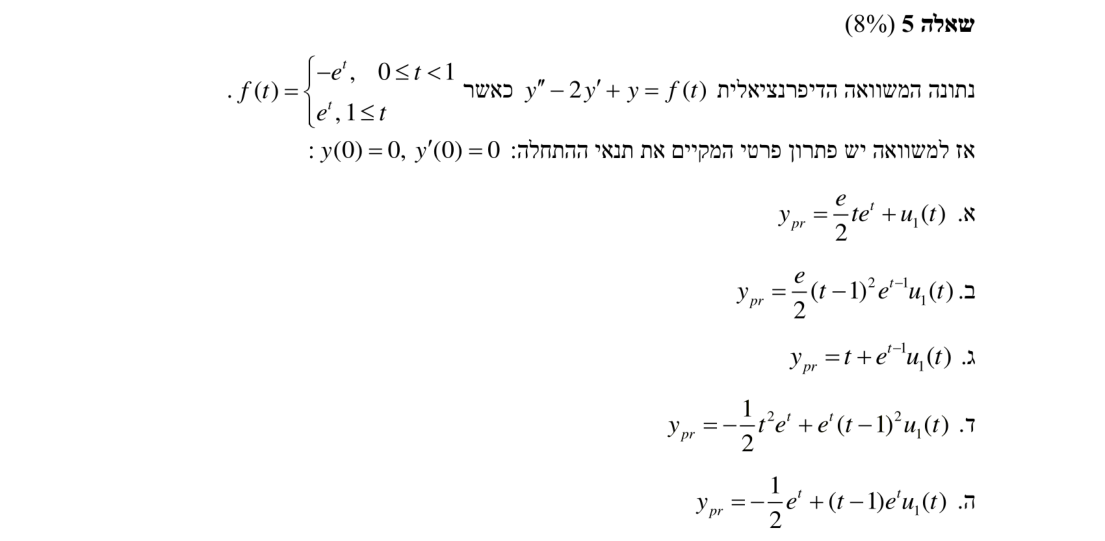 שאלה 5 (8%)
נתונה המשוואה הדיפרנציאלית y″ − 2y′ + y = f(t) כאשר f(t) = { −e^t, 0 ≤ t < 1 ; e^t, 1 ≤ t .
אז למשוואה יש פתרון פרטי המקיים את תנאי ההתחלה: y(0) = 0, y′(0) = 0 :
א. y_pr = e/2 te^t + u_1(t)
ב. y_pr = e/2 (t − 1)^2 e^{t−1} u_1(t)
ג. y_pr = t + e^{t−1} u_1(t)
ד. y_pr = −1/2 t^2 e^t + e^t (t − 1)^2 u_1(t)
ה. y_pr = −1/2 e^t + (t − 1)e^t u_1(t)